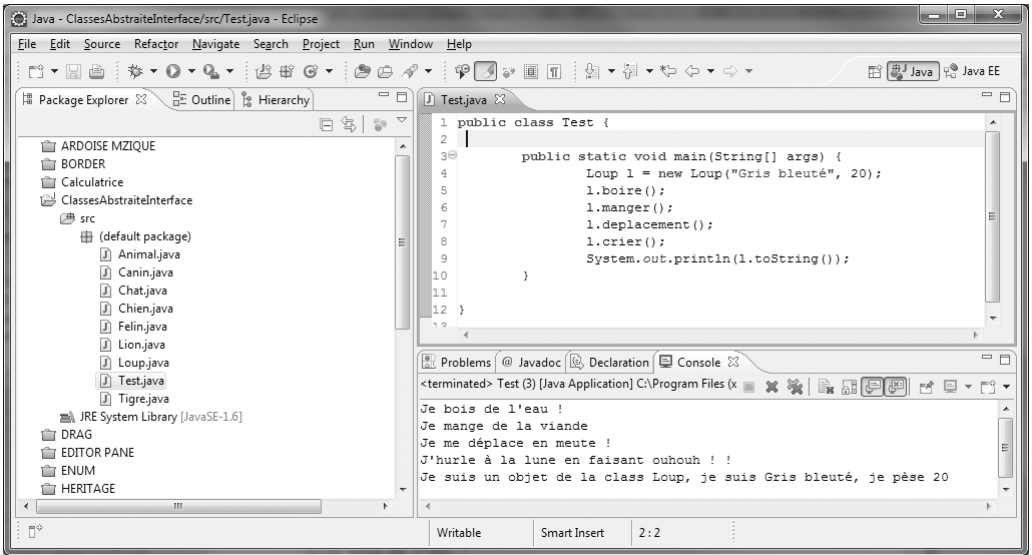 Java - ClassesAbstraiteInterface/src/Test.java - Eclipse
File Edit Source Refactor Navigate Search Project Run Window Help
Java Java EE
Package Explorer Outline Hierarchy
ARDOISE MZIQUE
BORDER
Calculatrice
ClassesAbstraiteInterface
src
(default package)
Animal.java
Canin.java
Chat.java
Chien.java
Felin.java
Lion.java
Loup.java
Test.java
Tigre.java
JRE System Library [JavaSE-1.6]
DRAG
EDITOR PANE
ENUM
HERITAGE
Test.java
1 public class Test {
2
3 public static void main(String[] args) {
4 Loup l = new Loup("Gris bleuté", 20);
5 l.boire();
6 l.manger();
7 l.deplacement();
8 l.crier();
9 System.out.println(l.toString());
10 }
11
12 }
13
Problems @ Javadoc Declaration Console
<terminated> Test (3) [Java Application] C:\Program Files (x
Je bois de l'eau !
Je mange de la viande
Je me déplace en meute !
J'hurle à la lune en faisant ouhouh ! !
Je suis un objet de la class Loup, je suis Gris bleuté, je pèse 20
Writable Smart Insert 2 : 2